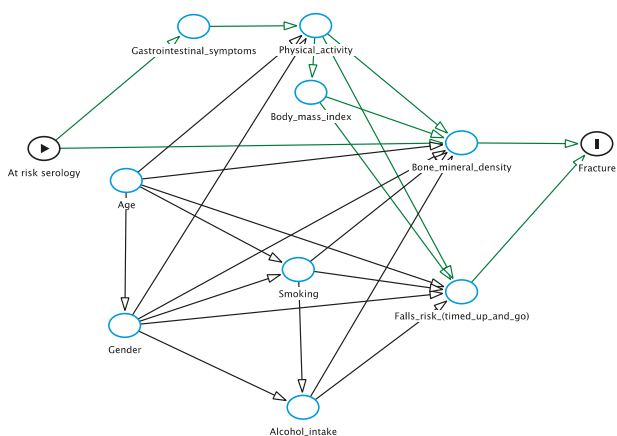 Gastrointestinal_symptoms
Physical_activity
Body_mass_index
At risk serology
Bone_mineral_density
Fracture
Age
Smoking
Falls_risk_(timed_up_and_go)
Gender
Alcohol_intake